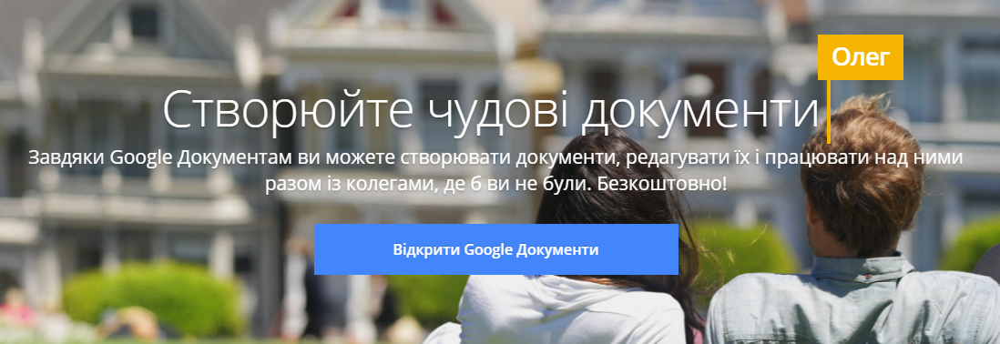 Олег
Створюйте чудові документи
Завдяки Google Документам ви можете створювати документи, редагувати їх і працювати над ними
разом із колегами, де б ви не були. Безкоштовно!
Відкрити Google Документи